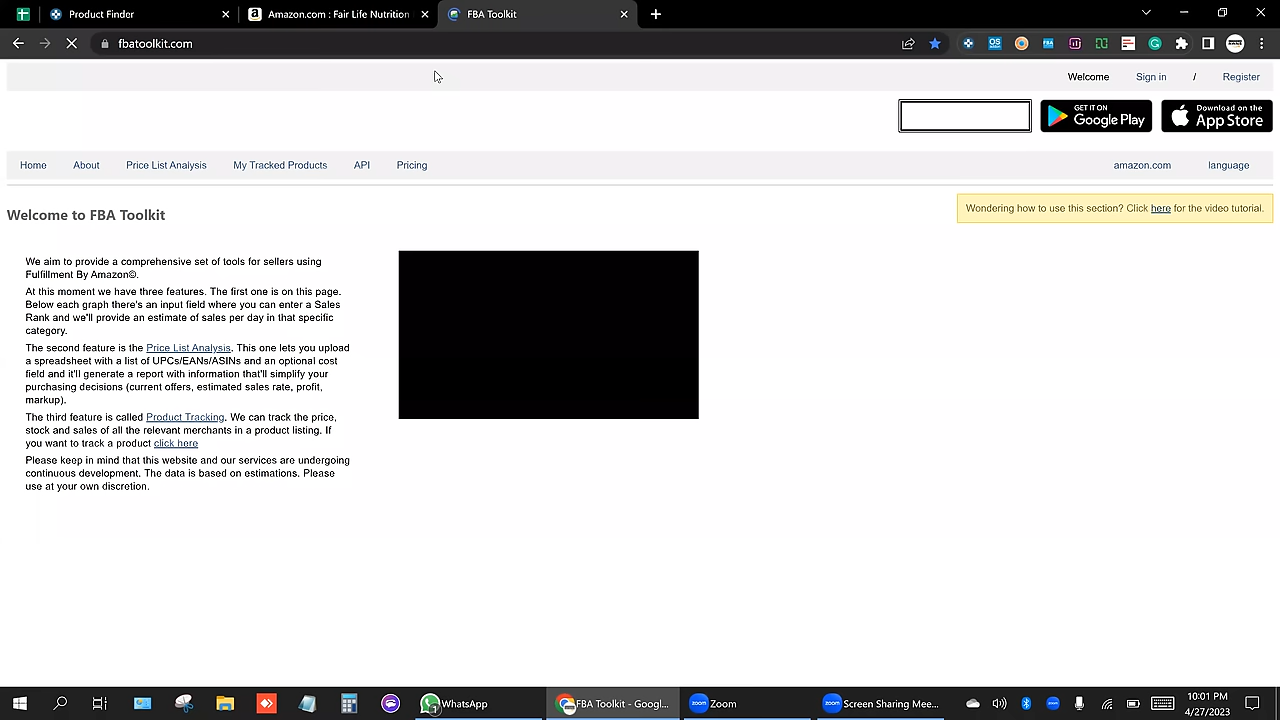 Product Finder
Amazon.com : Fair Life Nutrition
FBA Toolkit
fbatoolkit.com
Welcome
Sign in
/
Register
GET IT ON
Google Play
Download on the
App Store
Home
About
Price List Analysis
My Tracked Products
API
Pricing
amazon.com
language
Welcome to FBA Toolkit
Wondering how to use this section? Click here for the video tutorial.
We aim to provide a comprehensive set of tools for sellers using
Fulfillment By Amazon©.
At this moment we have three features. The first one is on this page.
Below each graph there's an input field where you can enter a Sales
Rank and we'll provide an estimate of sales per day in that specific
category.
The second feature is the Price List Analysis. This one lets you upload
a spreadsheet with a list of UPCs/EANs/ASINs and an optional cost
field and it'll generate a report with information that'll simplify your
purchasing decisions (current offers, estimated sales rate, profit,
markup).
The third feature is called Product Tracking. We can track the price,
stock and sales of all the relevant merchants in a product listing. If
you want to track a product click here
Please keep in mind that this website and our services are undergoing
continuous development. The data is based on estimations. Please
use at your own discretion.
WhatsApp
FBA Toolkit - Googl...
zoom
Zoom
zoom
Screen Sharing Mee...
10:01 PM
4/27/2023